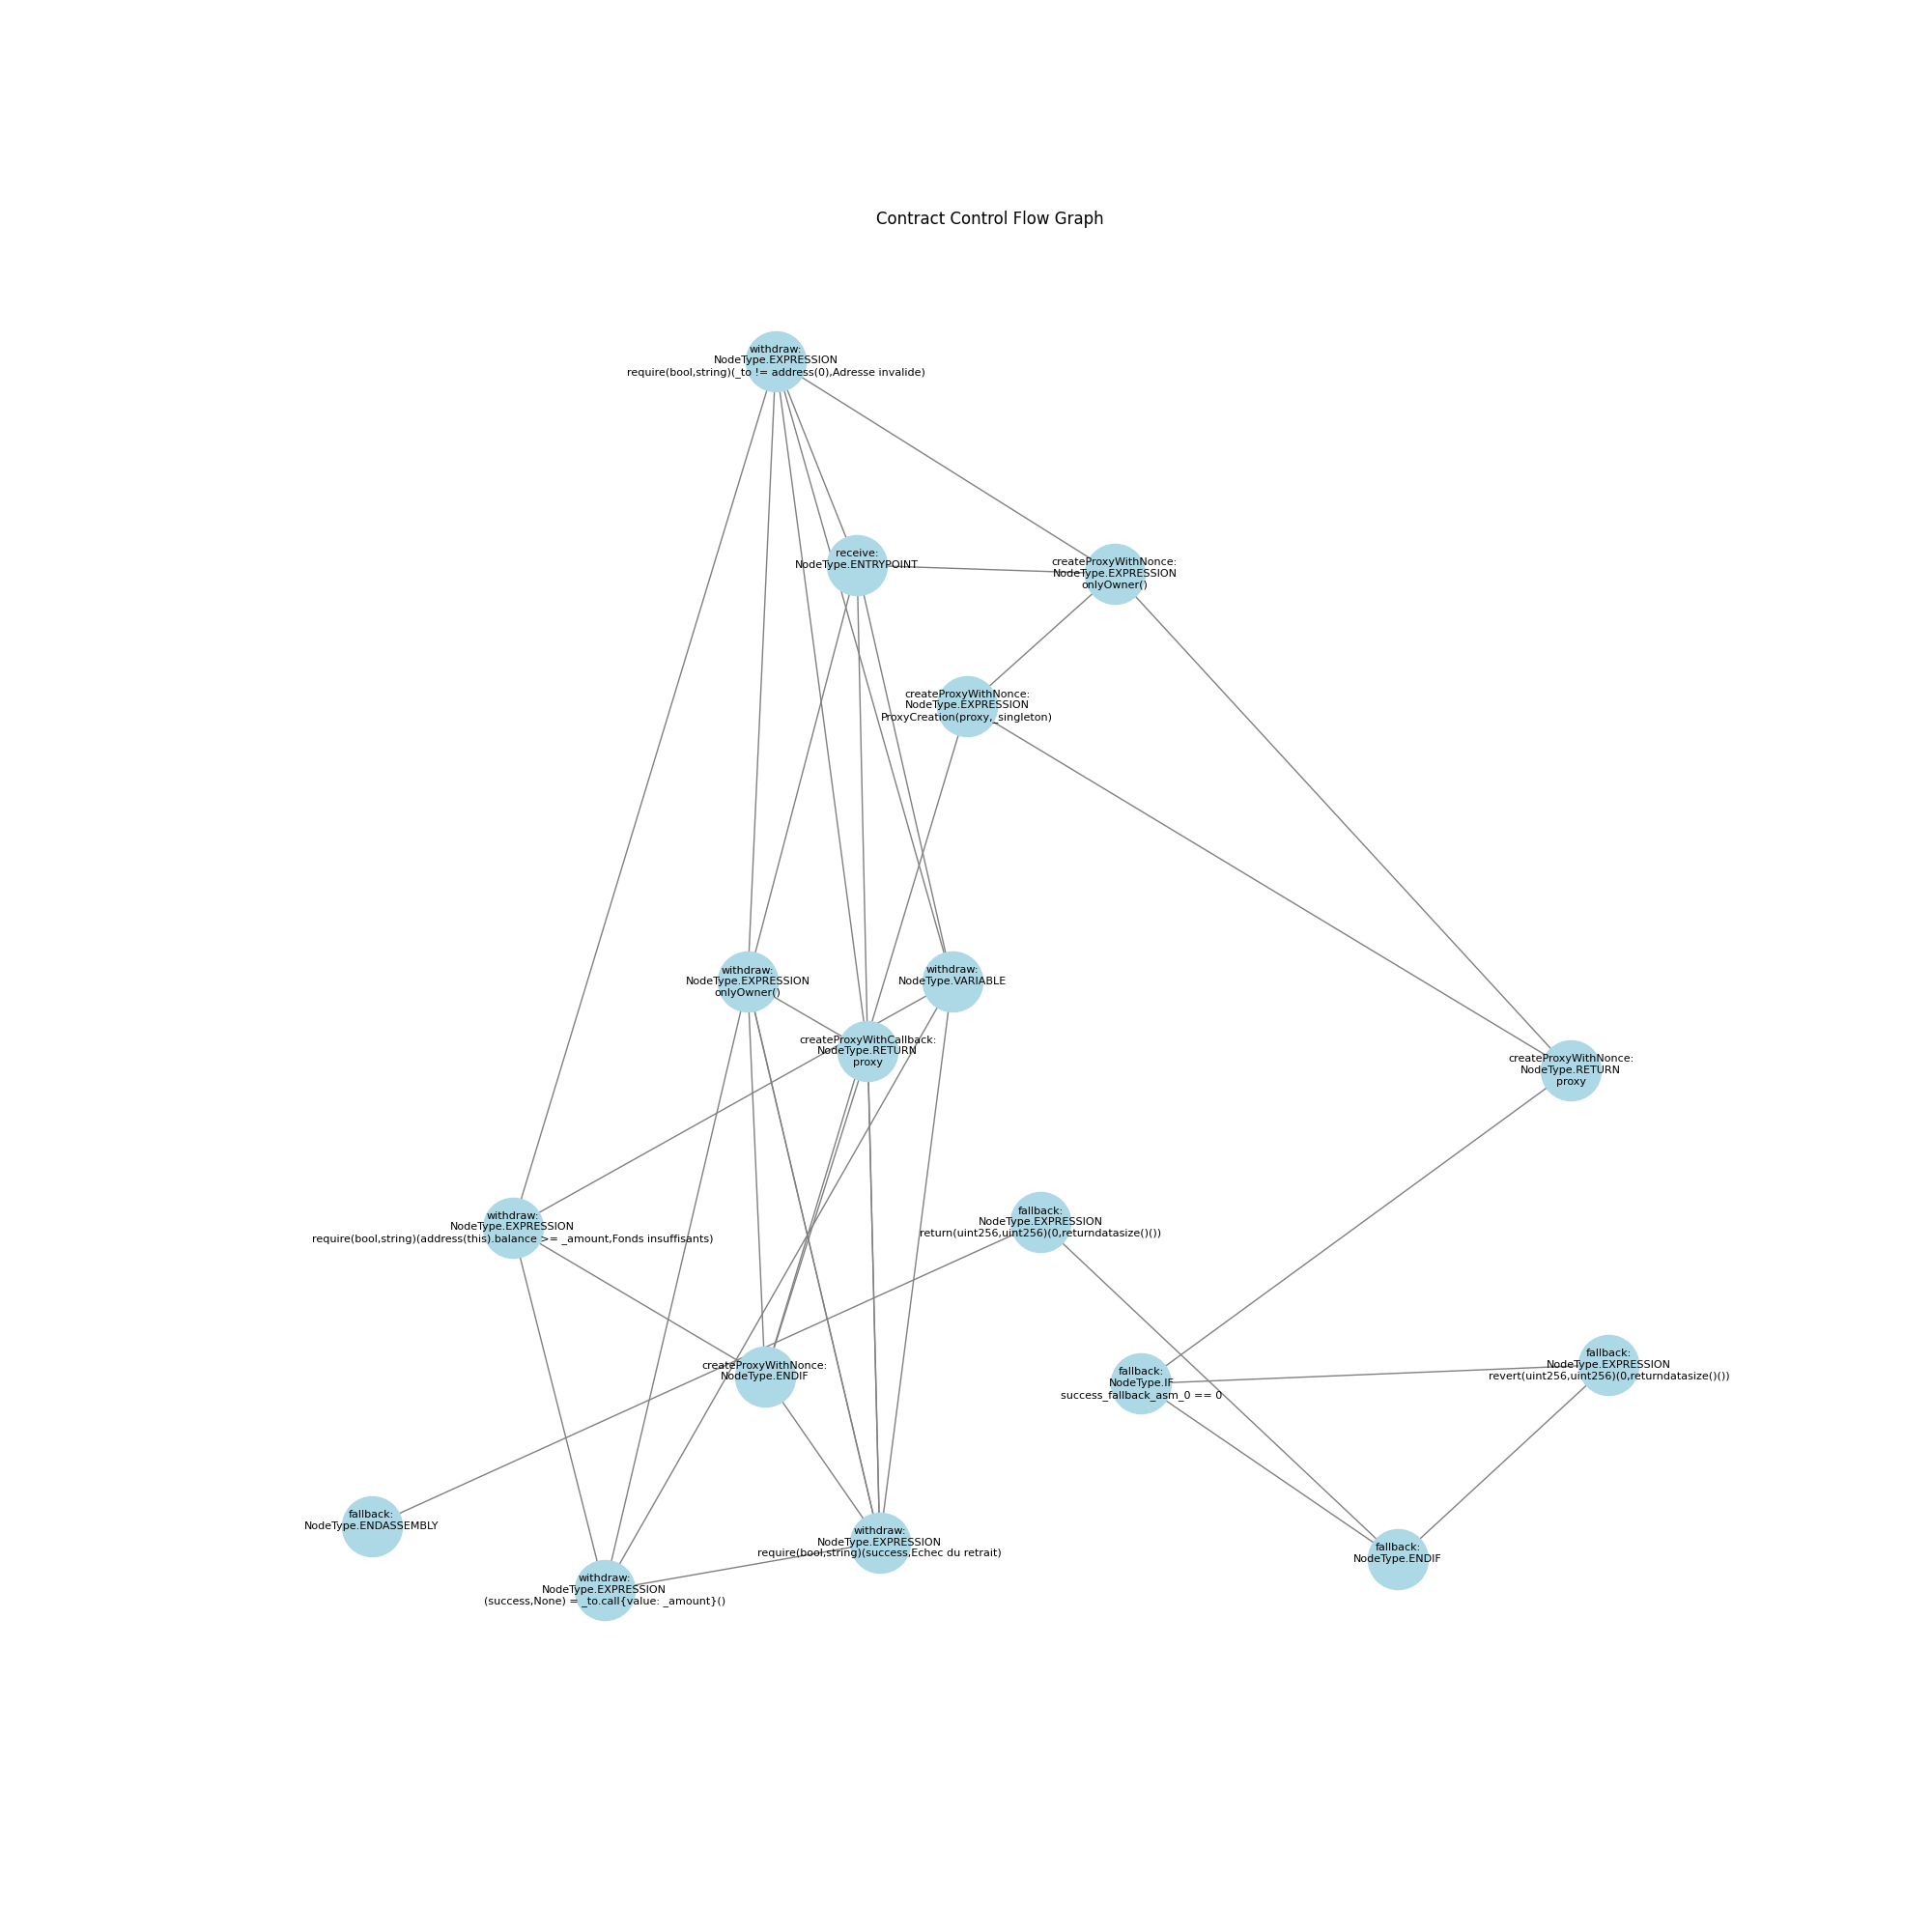 Contract Control Flow Graph
withdraw:
NodeType.EXPRESSION
require(bool,string)(_to != address(0),Adresse invalide)
receive:
NodeType.ENTRYPOINT
createProxyWithNonce:
NodeType.EXPRESSION
onlyOwner()
createProxyWithNonce:
NodeType.EXPRESSION
ProxyCreation(proxy,_singleton)
withdraw:
NodeType.EXPRESSION
onlyOwner()
withdraw:
NodeType.VARIABLE
createProxyWithCallback:
NodeType.RETURN
proxy
createProxyWithNonce:
NodeType.RETURN
proxy
withdraw:
NodeType.EXPRESSION
require(bool,string)(address(this).balance >= _amount,Fonds insuffisants)
fallback:
NodeType.EXPRESSION
return(uint256,uint256)(0,returndatasize()())
createProxyWithNonce:
NodeType.ENDIF
fallback:
NodeType.IF
success_fallback_asm_0 == 0
fallback:
NodeType.EXPRESSION
revert(uint256,uint256)(0,returndatasize()())
fallback:
NodeType.ENDASSEMBLY
withdraw:
NodeType.EXPRESSION
require(bool,string)(success,Echec du retrait)
fallback:
NodeType.ENDIF
withdraw:
NodeType.EXPRESSION
(success,None) = _to.call{value: _amount}()